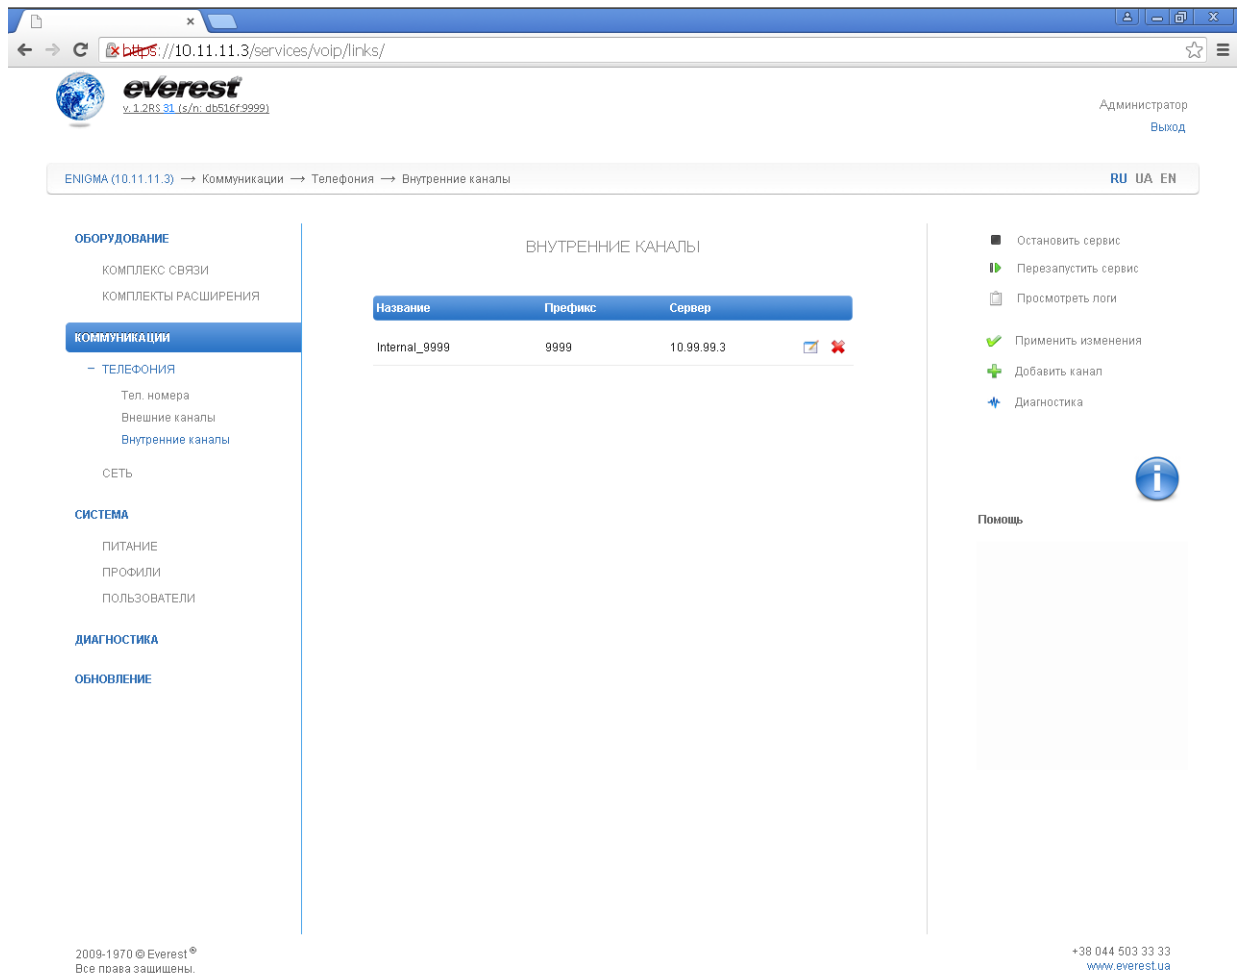 https://10.11.11.3/services/voip/links/
everest
v. 1.2RS 31 (s/n: db516f:9999)
Администратор
Выход
ENIGMA (10.11.11.3) → Коммуникации → Телефония → Внутренние каналы
RU UA EN
ОБОРУДОВАНИЕ
КОМПЛЕКС СВЯЗИ
КОМПЛЕКТЫ РАСШИРЕНИЯ
КОММУНИКАЦИИ
– ТЕЛЕФОНИЯ
Тел. номера
Внешние каналы
Внутренние каналы
СЕТЬ
СИСТЕМА
ПИТАНИЕ
ПРОФИЛИ
ПОЛЬЗОВАТЕЛИ
ДИАГНОСТИКА
ОБНОВЛЕНИЕ
ВНУТРЕННИЕ КАНАЛЫ
Название Префикс Сервер
Internal_9999 9999 10.99.99.3
Остановить сервис
Перезапустить сервис
Просмотреть логи
Применить изменения
Добавить канал
Диагностика
Помощь
2009-1970 © Everest ®
Все права защищены.
+38 044 503 33 33
www.everest.ua